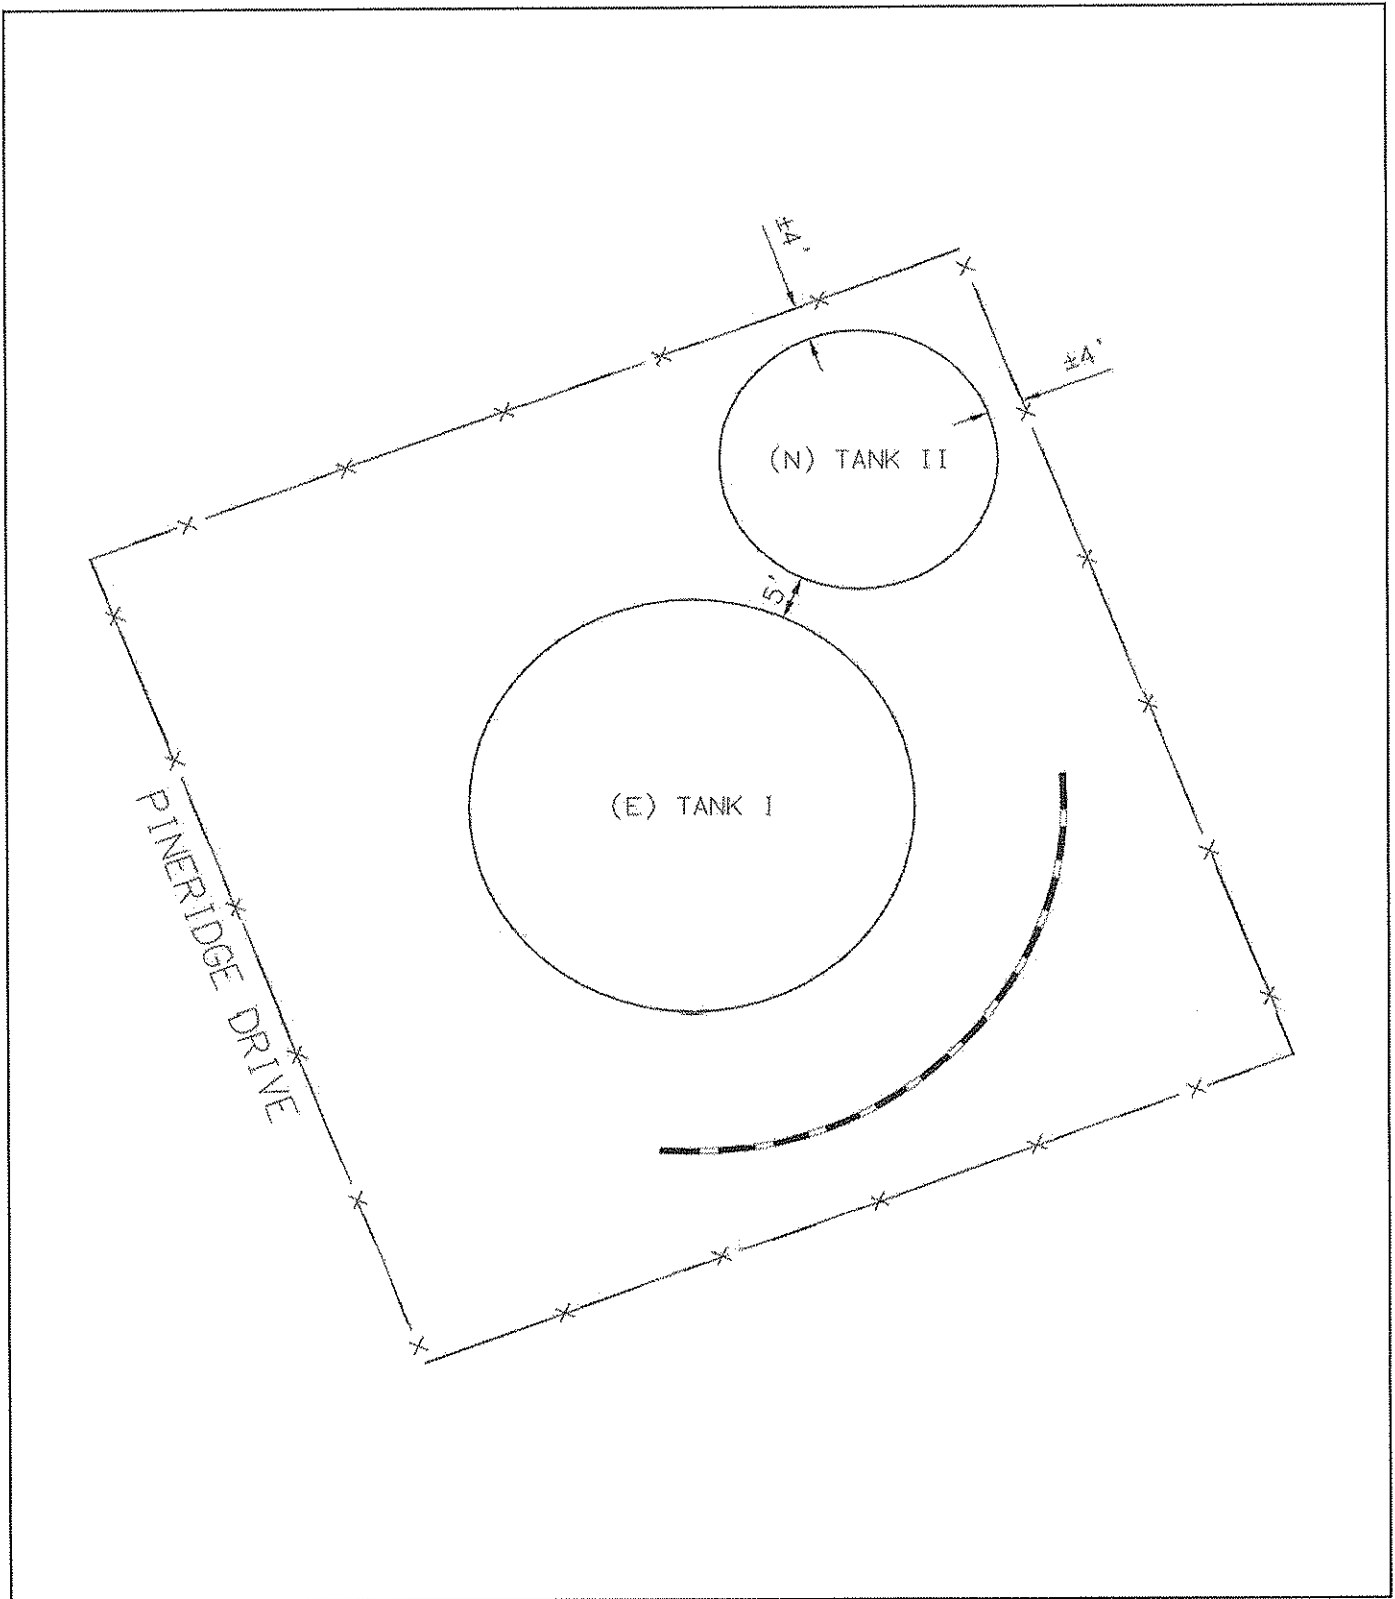 ±4'
±4'
(N) TANK II
5'
(E) TANK I
PINERIDGE DRIVE